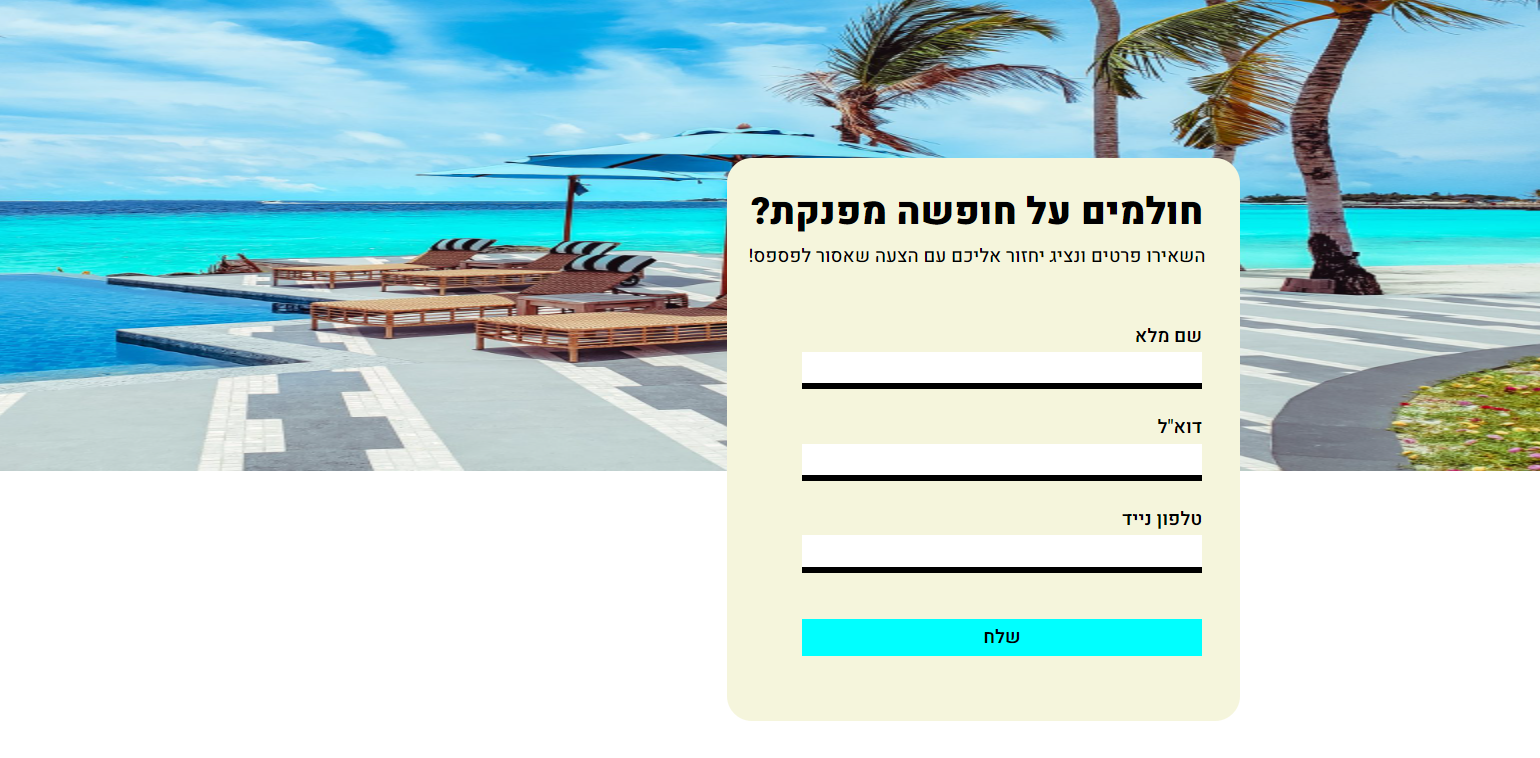 חולמים על חופשה מפנקת?
השאירו פרטים ונציג יחזור אליכם עם הצעה שאסור לפספס!
שם מלא
דוא"ל
טלפון נייד
שלח